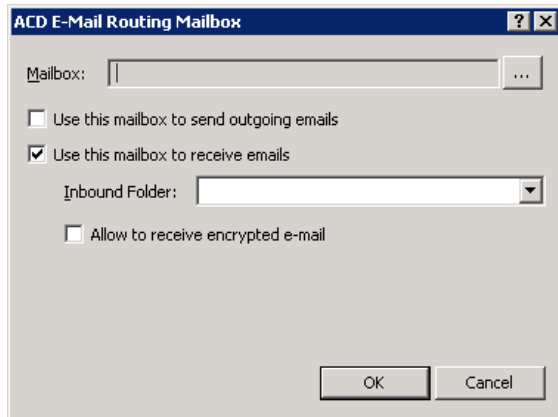 ACD E-Mail Routing Mailbox
Mailbox: ...
Use this mailbox to send outgoing emails
Use this mailbox to receive emails
Inbound Folder:
Allow to receive encrypted e-mail
OK Cancel